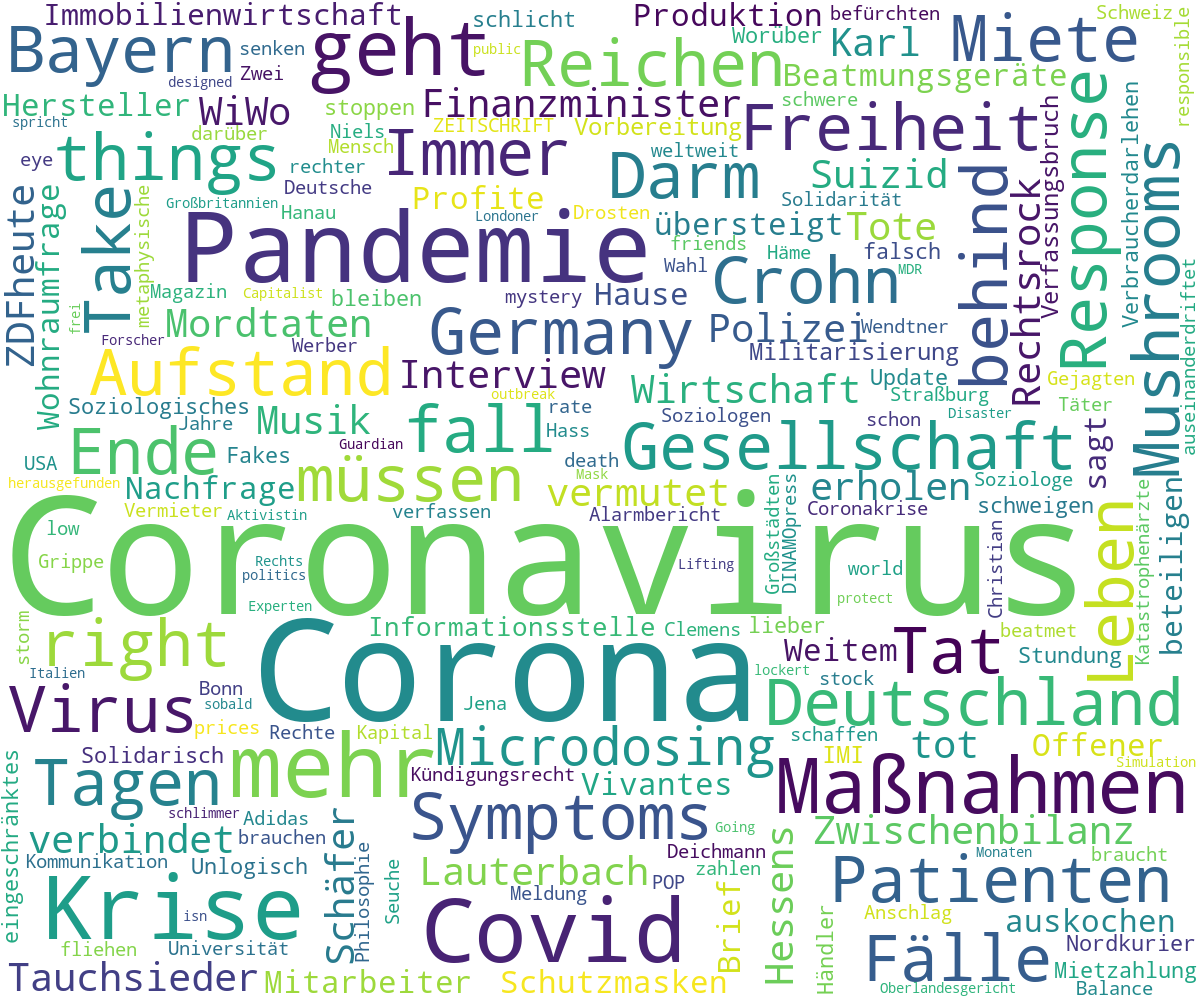 Immobilienwirtschaft
schlicht
Produktion
befürchten
Schweiz
Bayern
senken
geht
public
Reichen
Worüber
Karl
Miete
responsible
designed
Zwei
Beatmungsgeräte
Hersteller
WiWo
stoppen
Finanzminister
schwere
Freiheit
Response
Verbraucherdarlehen
spricht
darüber
Niels
ZEITSCHRIFT
Vorbereitung
Verfassungsbruch
eye
things
rechter
Mensch
Immer
weltweit
Darm
Suizid
behind
Mushrooms
ZDFheute
Wohnraumfrage
Take
metaphysische
Deutsche
Profite
Solidarität
Rechtsrock
Großbritannien
Hanau
Pandemie
Londoner
Drosten
übersteigt
Tote
friends
Häme
falsch
Wahl
Crohn
MDR
auseinanderdriftet
Magazin
Capitalist
bleiben
mystery
Hause
frei
Mordtaten
Germany
Polizei
Wendtner
Forscher
Werber
Militarisierung
Aufstand
Interview
Wirtschaft
Update
Gejagten
Straßburg
outbreak
Soziologisches
Jahre
Musik
fall
rate
Hass
Soziologen
schon
Disaster
Täter
Guardian
Ende
Fakes
Gesellschaft
sagt
USA
death
Mask
herausgefunden
Nachfrage
müssen
vermutet
erholen
Soziologe
Großstädten
DINAMOpress
Vermieter
Aktivistin
verfassen
Alarmbericht
Coronakrise
schweigen
beteiligen
low
Coronavirus
Leben
Katastrophenärzte
Grippe
Rechts
politics
Lifting
world
Christian
Experten
protect
storm
right
Informationsstelle
Clemens
lieber
beatmet
Italien
Corona
Weitem
Tat
Stundung
lockert
Virus
Bonn
sobald
Jena
stock
Deutschland
prices
Rechte
Kapital
schaffen
Solidarisch
mehr
Microdosing
tot
Offener
IMI
Simulation
Tagen
Kündigungsrecht
Vivantes
Maßnahmen
schlimmer
Adidas
Symptoms
Going
eingeschränktes
verbindet
brauchen
Schäfer
Philosophie
Deichmann
Hessens
Zwischenbilanz
Kommunikation
Unlogisch
Seuche
Lauterbach
zahlen
Monaten
braucht
Krise
isn
Meldung
POP
Brief
Patienten
Covid
Händler
Anschlag
auskochen
fliehen
Universität
Fälle
Nordkurier
Tauchsieder
Mitarbeiter
Schutzmasken
Mietzahlung
Oberlandesgericht
Balance